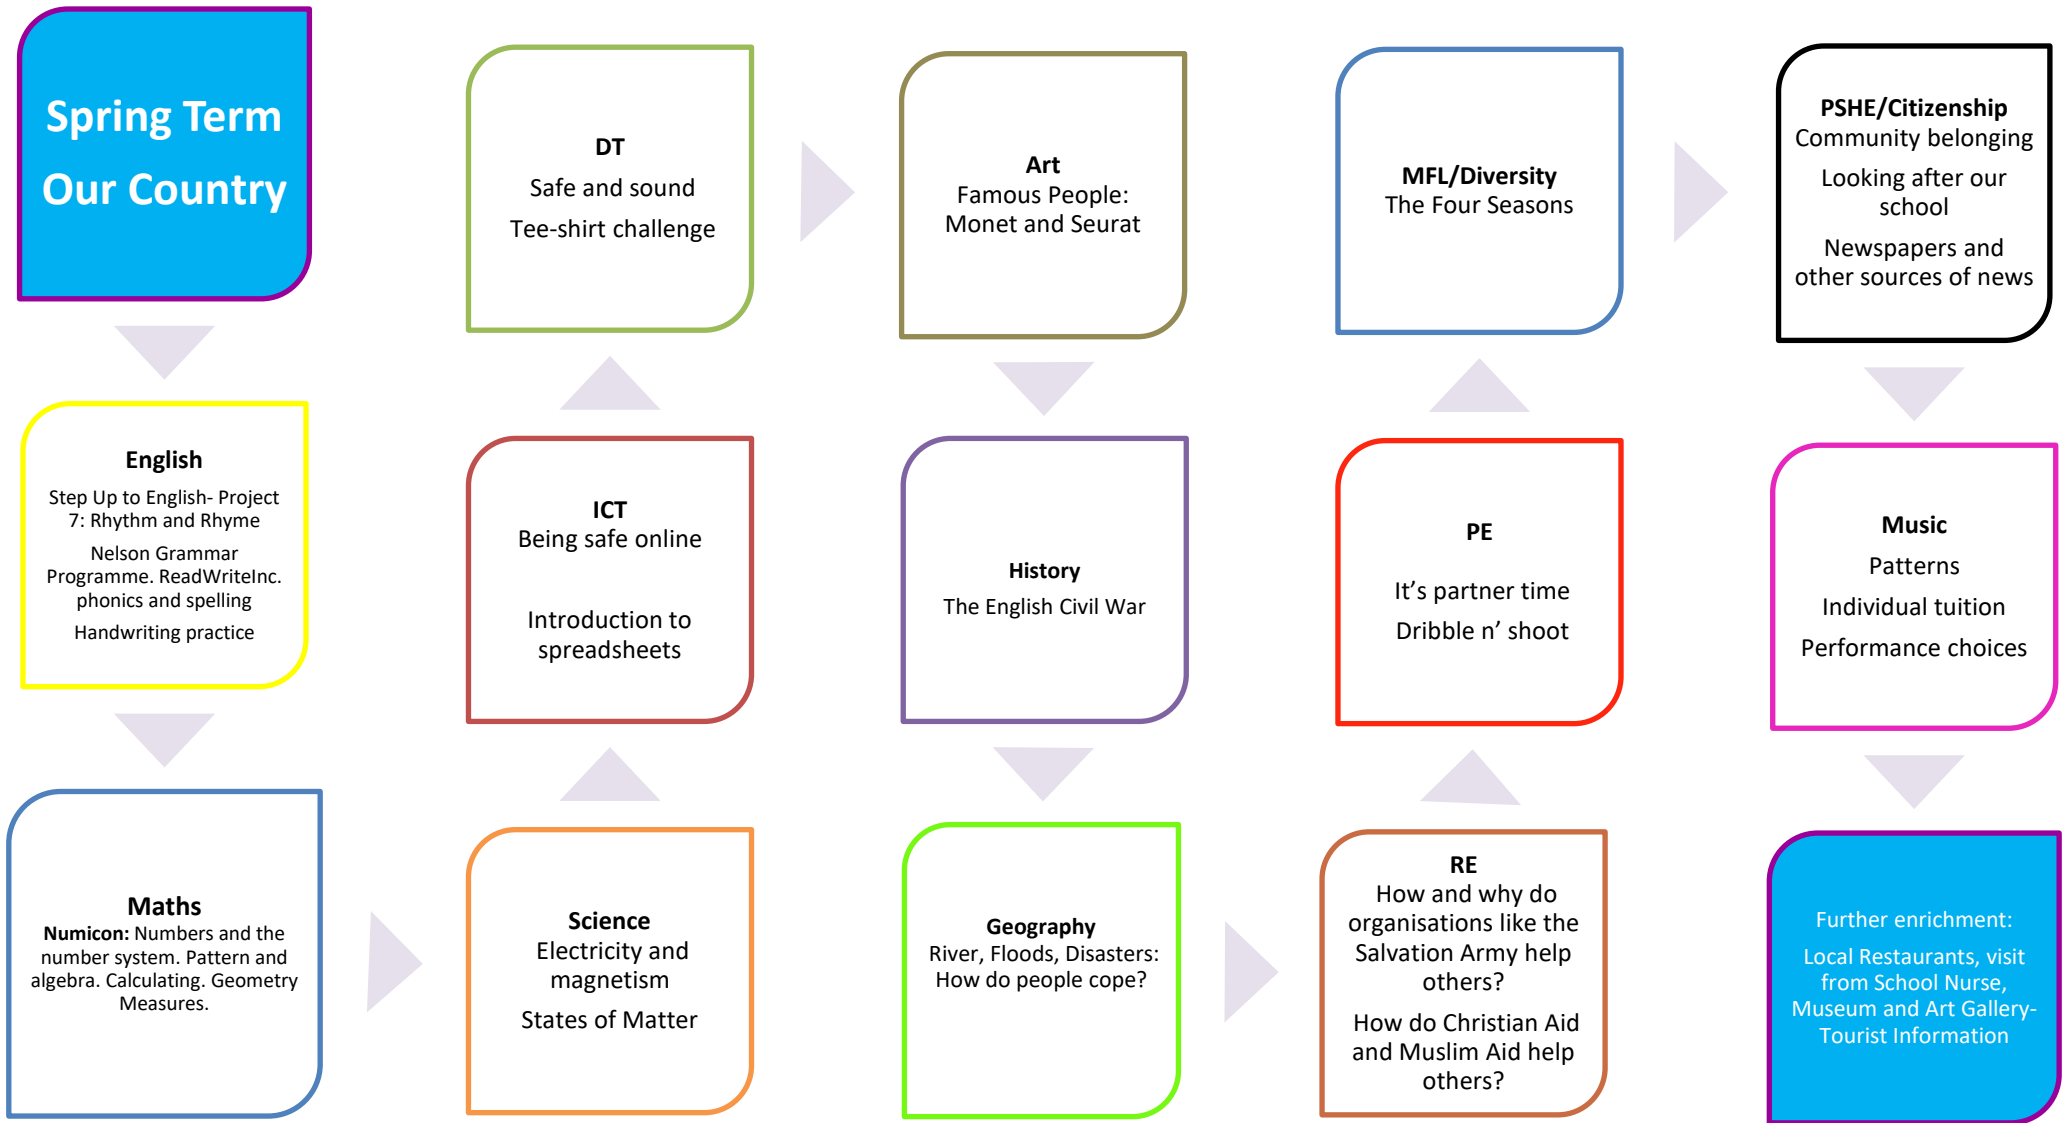 Spring Term
Our Country
English
Step Up to English- Project
7: Rhythm and Rhyme
Nelson Grammar
Programme. ReadWriteInc.
phonics and spelling
Handwriting practice
Maths
Numicon: Numbers and the
number system. Pattern and
algebra. Calculating. Geometry
Measures.
Science
Electricity and
magnetism
States of Matter
ICT
Being safe online
Introduction to
spreadsheets
DT
Safe and sound
Tee-shirt challenge
Art
Famous People:
Monet and Seurat
History
The English Civil War
Geography
River, Floods, Disasters:
How do people cope?
RE
How and why do
organisations like the
Salvation Army help
others?
How do Christian Aid
and Muslim Aid help
others?
PE
It’s partner time
Dribble n’ shoot
MFL/Diversity
The Four Seasons
PSHE/Citizenship
Community belonging
Looking after our
school
Newspapers and
other sources of news
Music
Patterns
Individual tuition
Performance choices
Further enrichment:
Local Restaurants, visit
from School Nurse,
Museum and Art Gallery-
Tourist Information